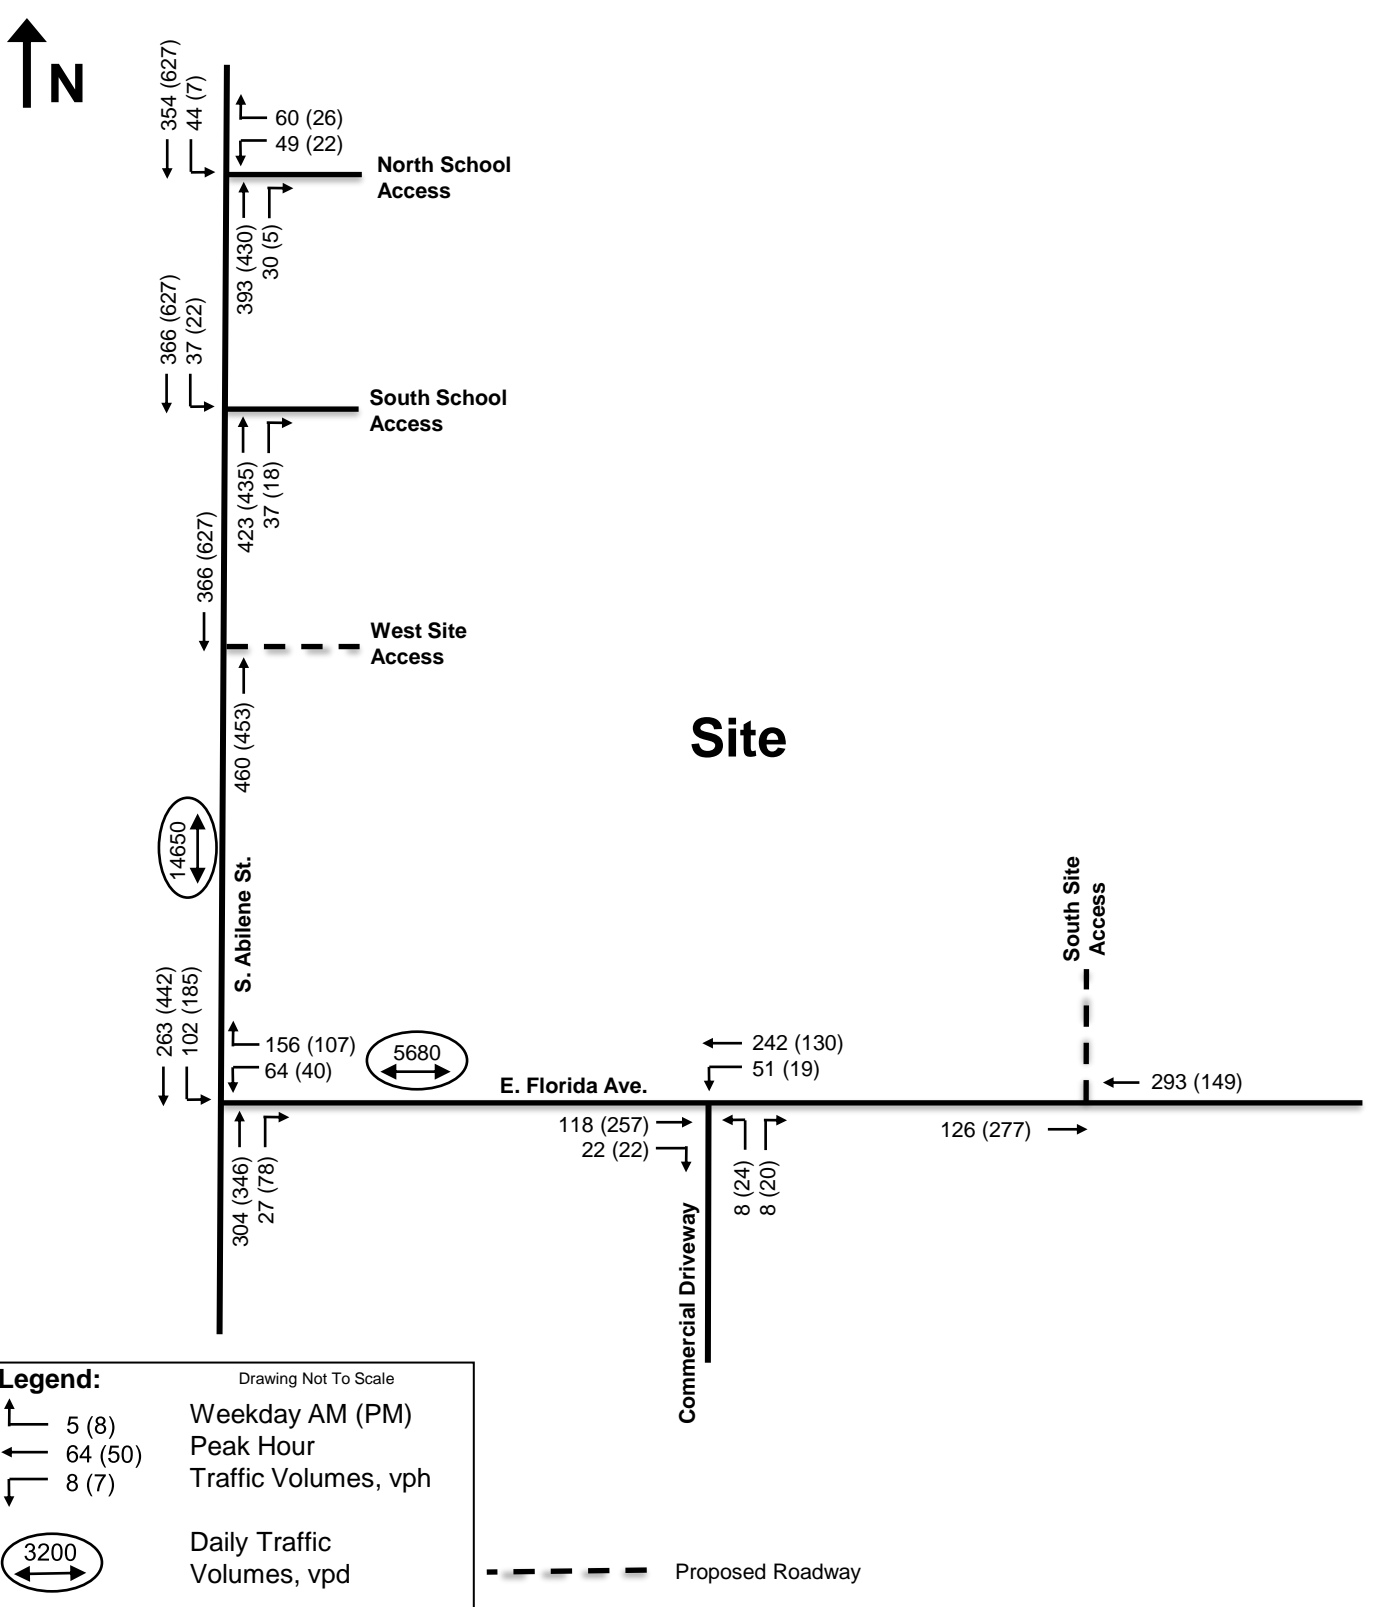 N
354 (627)
44 (7)
60 (26)
49 (22)
North School
Access
393 (430)
30 (5)
366 (627)
37 (22)
South School
Access
423 (435)
37 (18)
366 (627)
West Site
Access
460 (453)
Site
14650
S. Abilene St.
South Site
Access
263 (442)
102 (185)
156 (107)
64 (40)
5680
E. Florida Ave.
242 (130)
51 (19)
293 (149)
304 (346)
27 (78)
118 (257)
22 (22)
8 (24)
8 (20)
126 (277)
Commercial Driveway
Legend:
Drawing Not To Scale
5 (8)
64 (50)
8 (7)
Weekday AM (PM)
Peak Hour
Traffic Volumes, vph
3200
Daily Traffic
Volumes, vpd
Proposed Roadway